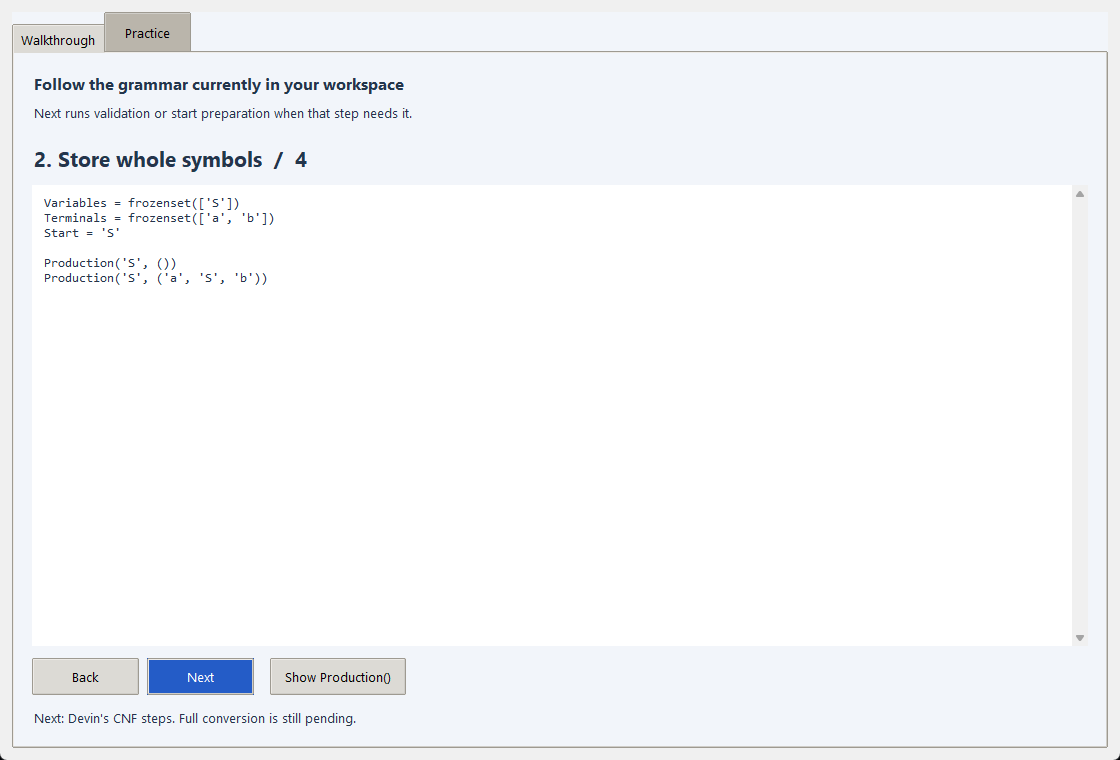 Walkthrough
Practice
Follow the grammar currently in your workspace
Next runs validation or start preparation when that step needs it.
2. Store whole symbols / 4
Variables = frozenset(['S'])
Terminals = frozenset(['a', 'b'])
Start = 'S'
Production('S', ())
Production('S', ('a', 'S', 'b'))
Back
Next
Show Production()
Next: Devin's CNF steps. Full conversion is still pending.